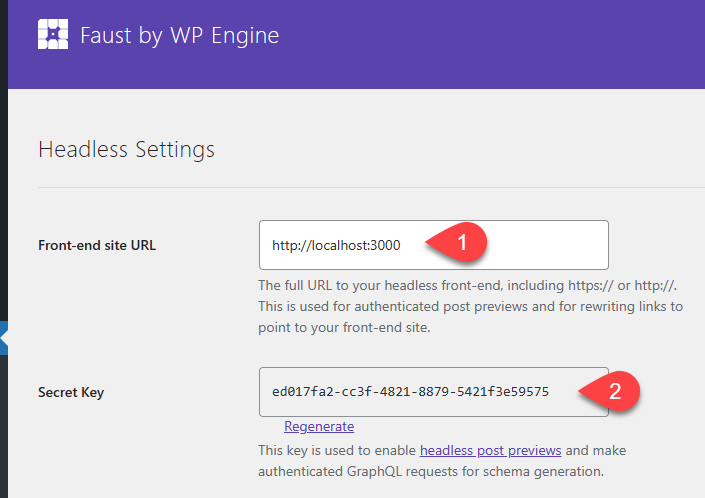 Faust by WP Engine
Headless Settings
Front-end site URL
http://localhost:3000
1
The full URL to your headless front-end, including https:// or http://.
This is used for authenticated post previews and for rewriting links to
point to your front-end site.
Secret Key
ed017fa2-cc3f-4821-8879-5421f3e59575
2
Regenerate
This key is used to enable headless post previews and make
authenticated GraphQL requests for schema generation.